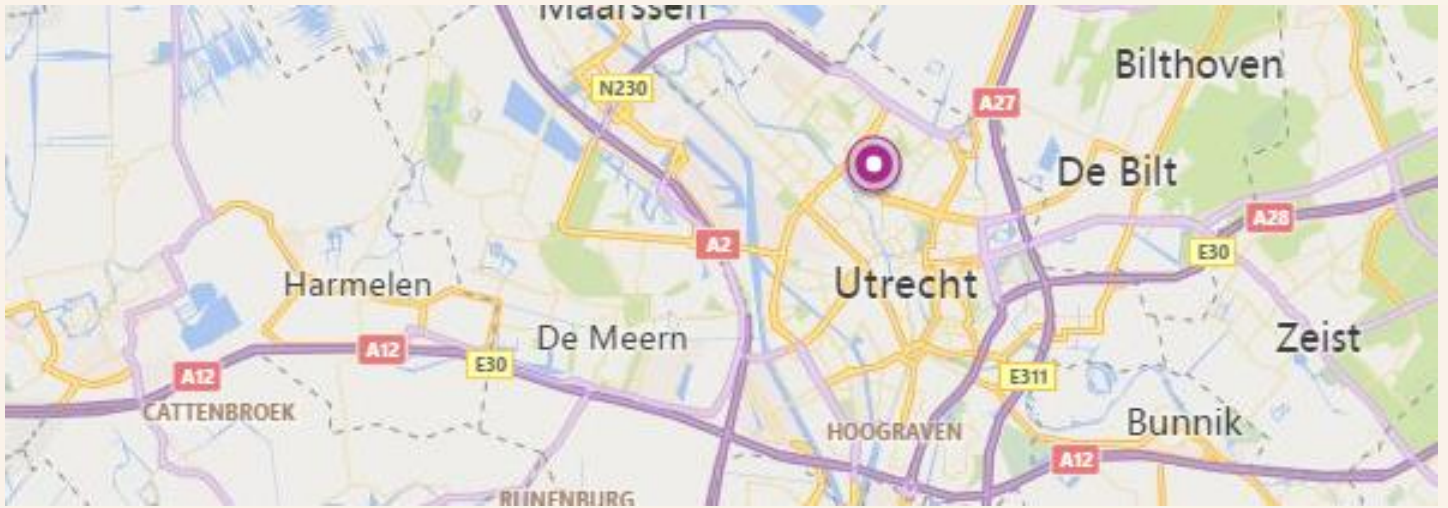 Maarssen
Bilthoven
N230
A27
De Bilt
A28
A2
E30
Harmelen
Utrecht
De Meern
Zeist
A12
E30
A12
E311
CATTENBROEK
Bunnik
HOOGRAVEN
A12
RIJNENBURG